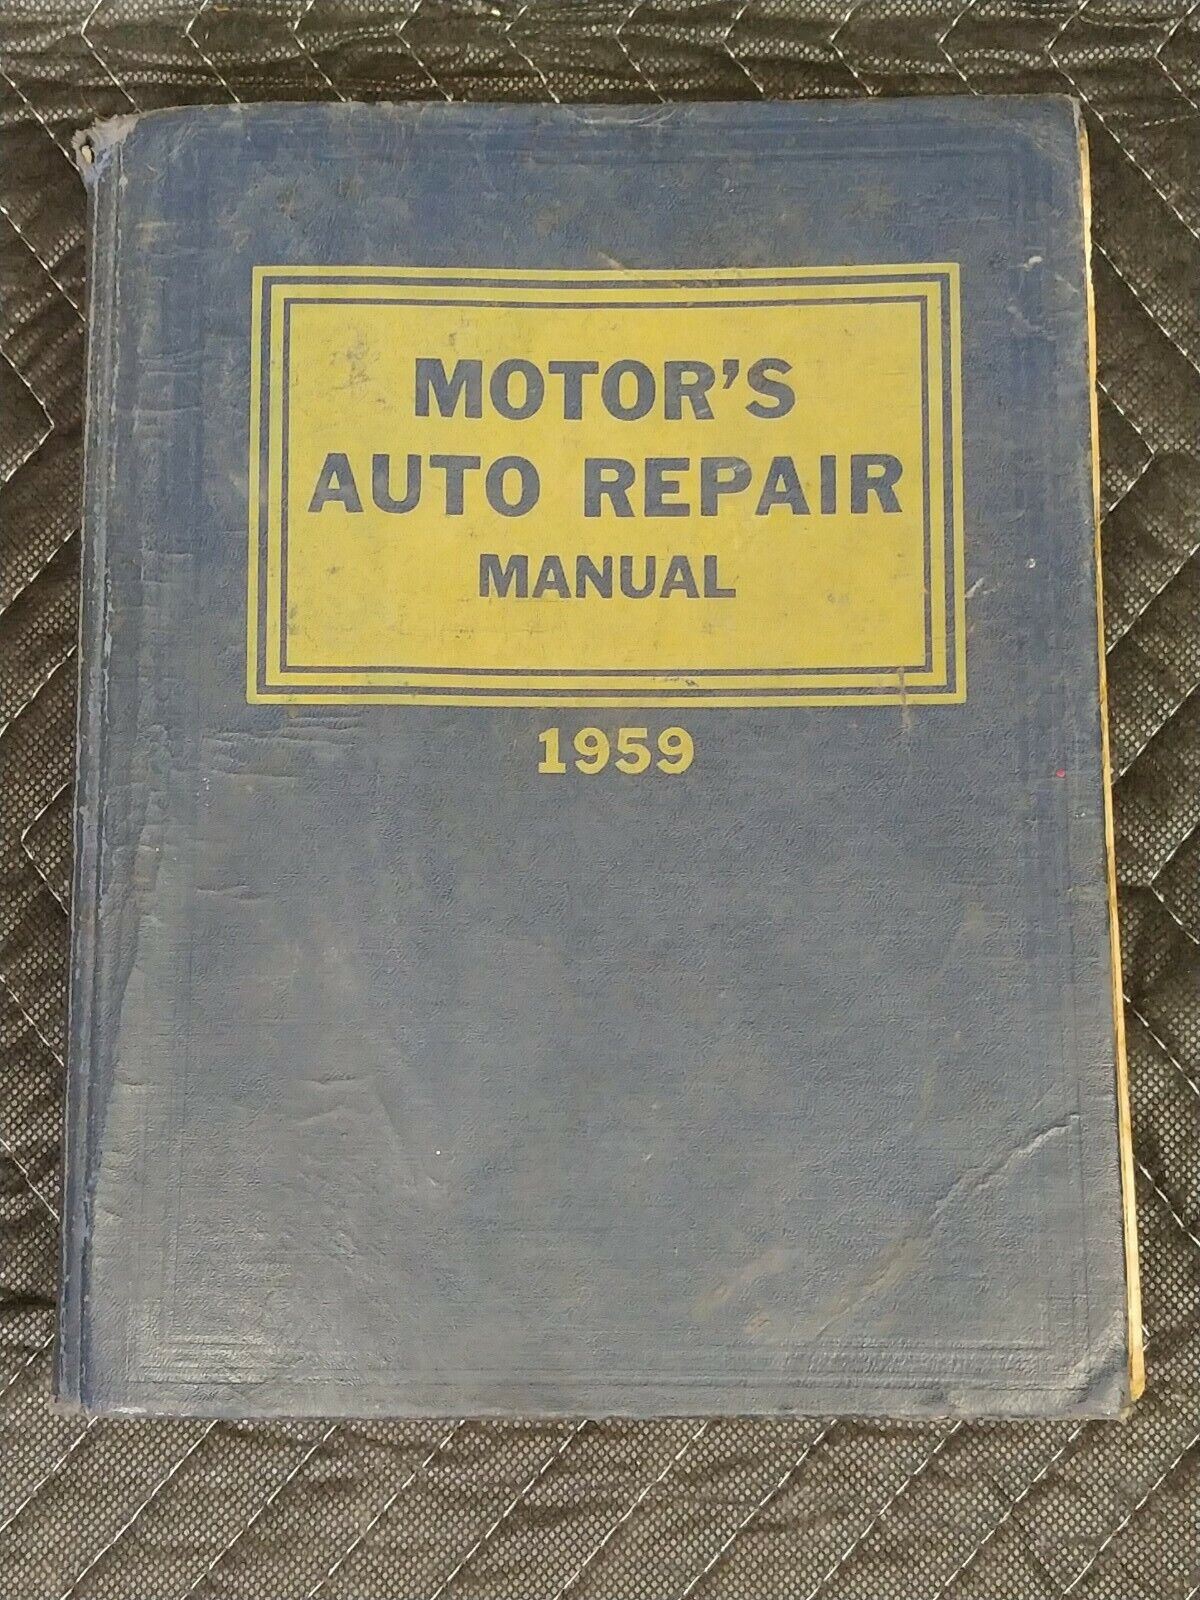 MOTOR'S
AUTO REPAIR
MANUAL
1959